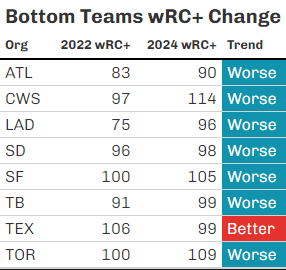 Bottom Teams wRC+ Change
Org 2022 wRC+ 2024 wRC+ Trend
ATL 83 90 Worse
CWS 97 114 Worse
LAD 75 96 Worse
SD 96 98 Worse
SF 100 105 Worse
TB 91 99 Worse
TEX 106 99 Better
TOR 100 109 Worse